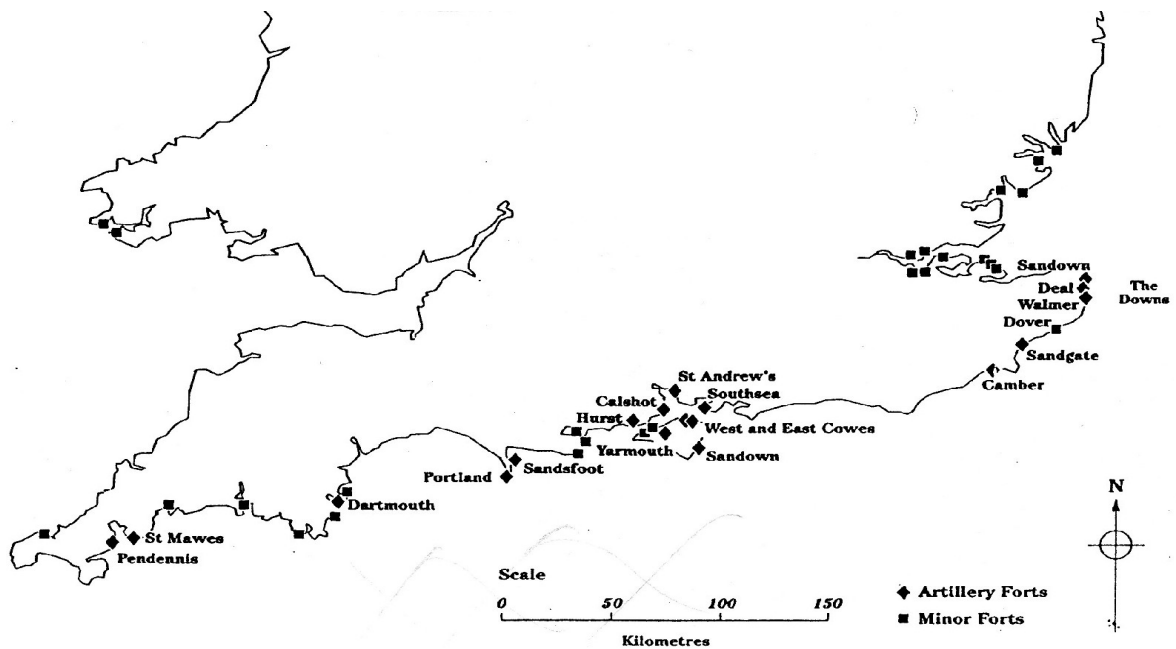 Sandown
Deal
Walmer
The
Downs
Dover
Sandgate
Camber
St Andrew's
Southsea
Calshot
Hurst
West and East Cowes
Yarmouth
Sandown
Sandsfoot
Portland
Dartmouth
St Mawes
Pendennis
N
Scale
0 50 100 150
Kilometres
Artillery Forts
Minor Forts